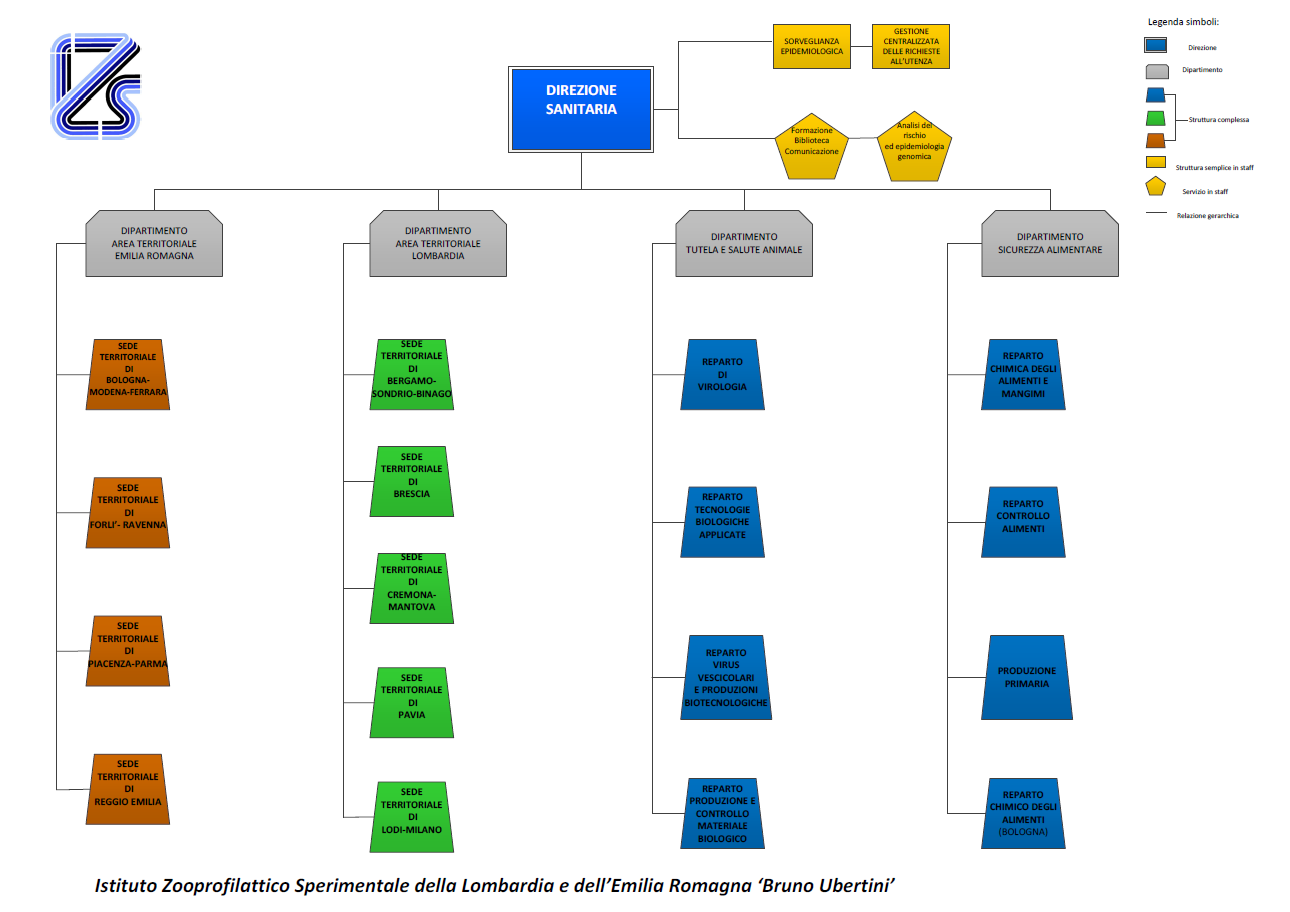 Legenda simboli:
Direzione
Dipartimento
Struttura complessa
Struttura semplice in staff
Servizio in staff
Relazione gerarchica
DIREZIONE
SANITARIA
SORVEGLIANZA
EPIDEMIOLOGICA
GESTIONE
CENTRALIZZATA
DELLE RICHIESTE
ALL'UTENZA
Formazione
Biblioteca
Comunicazione
Analisi del
rischio
ed epidemiologia
genomica
DIPARTIMENTO
AREA TERRITORIALE
EMILIA ROMAGNA
SEDE
TERRITORIALE
DI
BOLOGNA-
MODENA-FERRARA
SEDE
TERRITORIALE
DI
FORLI'- RAVENNA
SEDE
TERRITORIALE
DI
PIACENZA-PARMA
SEDE
TERRITORIALE
DI
REGGIO EMILIA
DIPARTIMENTO
AREA TERRITORIALE
LOMBARDIA
SEDE
TERRITORIALE
DI
BERGAMO-
SONDRIO-BINAGO
SEDE
TERRITORIALE
DI
BRESCIA
SEDE
TERRITORIALE
DI
CREMONA-
MANTOVA
SEDE
TERRITORIALE
DI
PAVIA
SEDE
TERRITORIALE
DI
LODI-MILANO
DIPARTIMENTO
TUTELA E SALUTE ANIMALE
REPARTO
DI
VIROLOGIA
REPARTO
TECNOLOGIE
BIOLOGICHE
APPLICATE
REPARTO
VIRUS
VESCICOLARI
E PRODUZIONI
BIOTECNOLOGICHE
REPARTO
PRODUZIONE E
CONTROLLO
MATERIALE
BIOLOGICO
DIPARTIMENTO
SICUREZZA ALIMENTARE
REPARTO
CHIMICA DEGLI
ALIMENTI E
MANGIMI
REPARTO
CONTROLLO
ALIMENTI
PRODUZIONE
PRIMARIA
REPARTO
CHIMICO DEGLI
ALIMENTI
(BOLOGNA)
Istituto Zooprofilattico Sperimentale della Lombardia e dell'Emilia Romagna 'Bruno Ubertini'